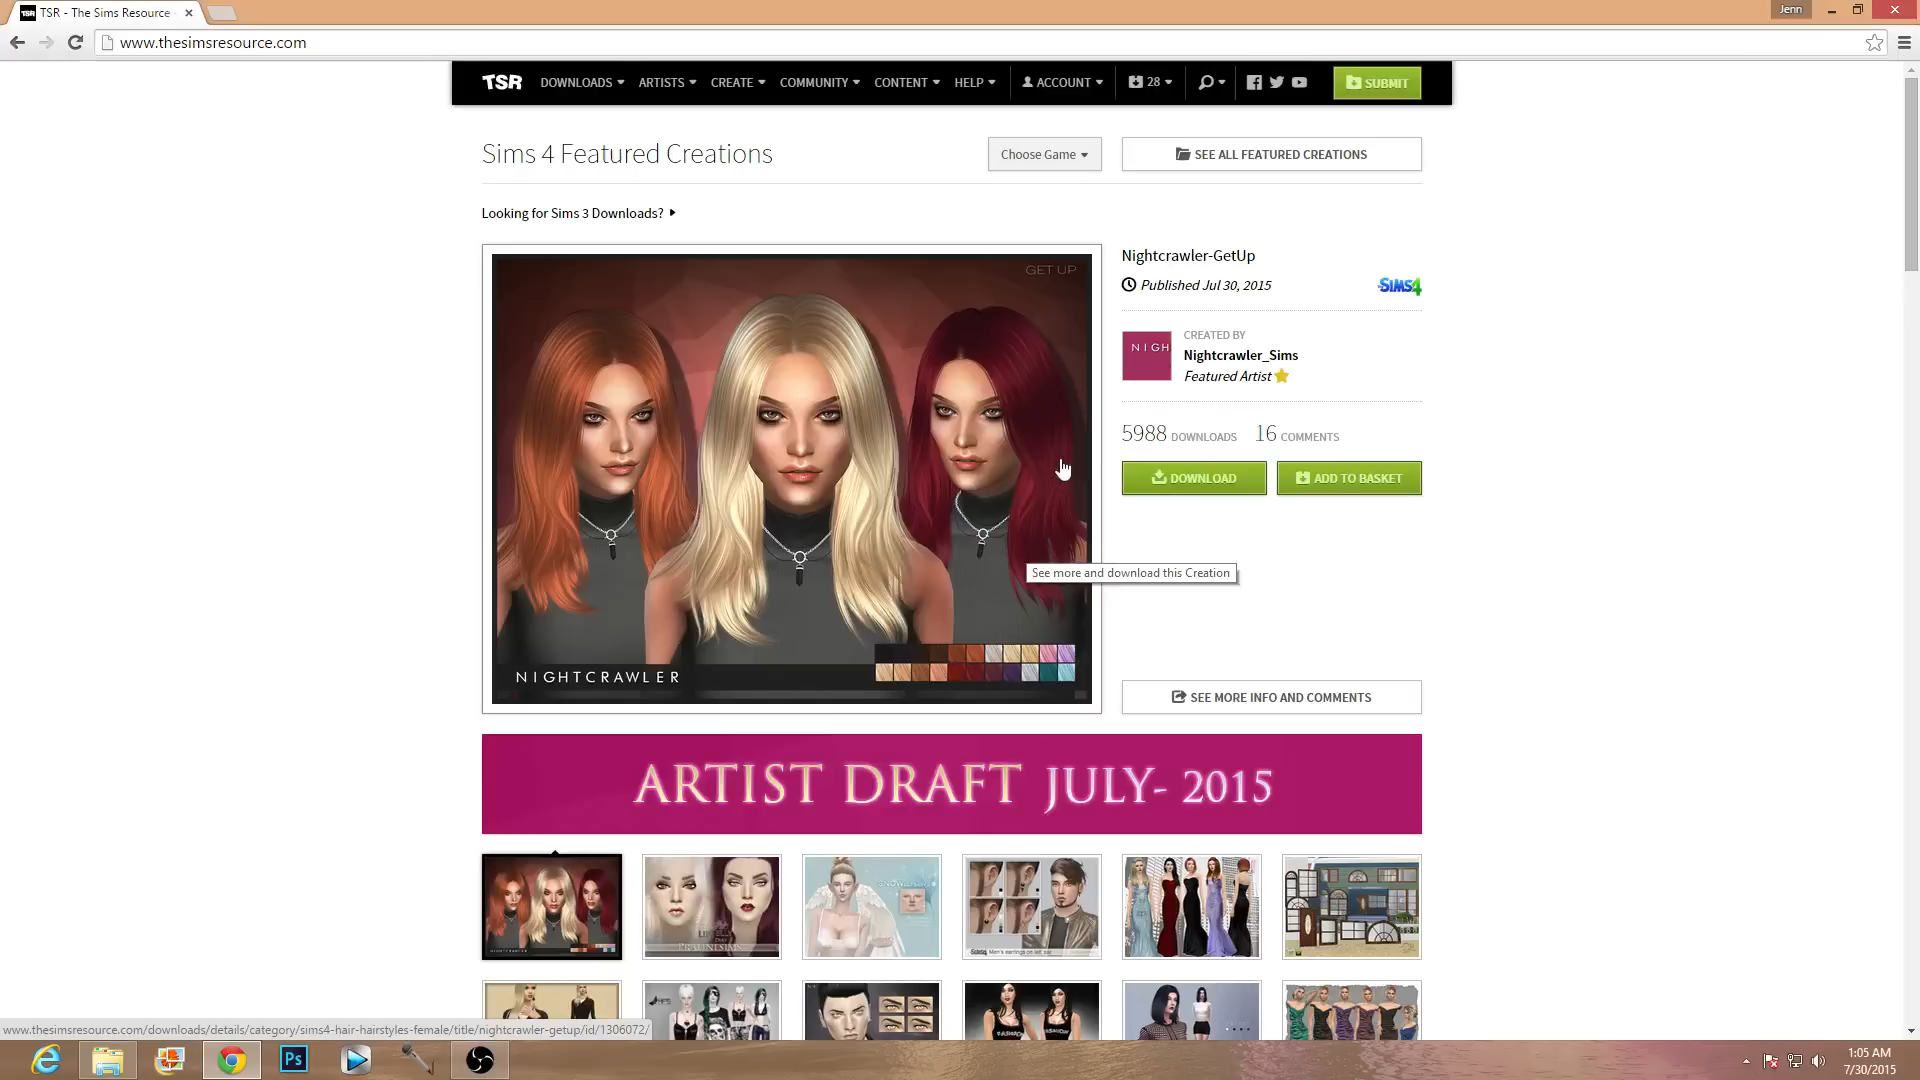 TSR - The Sims Resource
Jenn
www.thesimsresource.com
TSR DOWNLOADS ARTISTS CREATE COMMUNITY CONTENT HELP ACCOUNT 28 SUBMIT
Sims 4 Featured Creations
Choose Game
SEE ALL FEATURED CREATIONS
Looking for Sims 3 Downloads?
GET UP
NIGHTCRAWLER
Nightcrawler-GetUp
Published Jul 30, 2015
SIMS4
NIGH
CREATED BY
Nightcrawler_Sims
Featured Artist
5988 DOWNLOADS 16 COMMENTS
DOWNLOAD
ADD TO BASKET
See more and download this Creation
SEE MORE INFO AND COMMENTS
ARTIST DRAFT JULY- 2015
NIGHTCRAWLER
www.thesimsresource.com/downloads/details/category/sims4-hair-hairstyles-female/title/nightcrawler-getup/id/1306072/
Ps
1:05 AM
7/30/2015